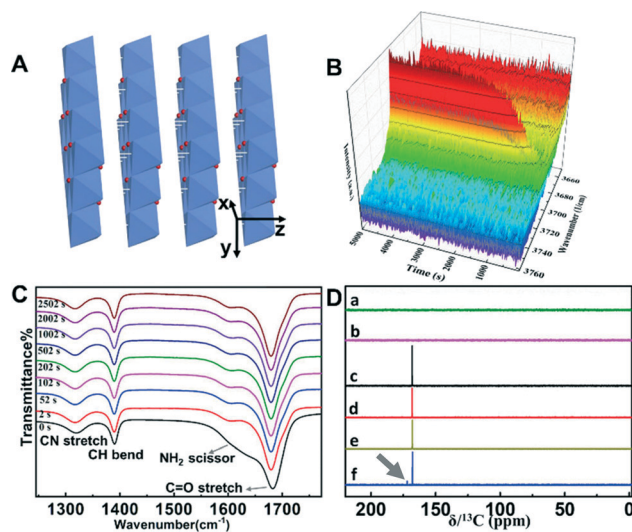 A
x
z
y
B
5000
4000
3000
2000
1000
Time (s)
3660
3680
3700
3720
3740
3760
Wavenumber (1/cm)
C
Transmittance%
2502 s
2002 s
1002 s
502 s
202 s
102 s
52 s
2 s
0 s
CN stretch
CH bend
NH2 scissor
C=O stretch
1300
1400
1500
1600
1700
Wavenumber(cm-1)
D
a
b
c
d
e
f
200
150
100
50
0
δ/13C (ppm)